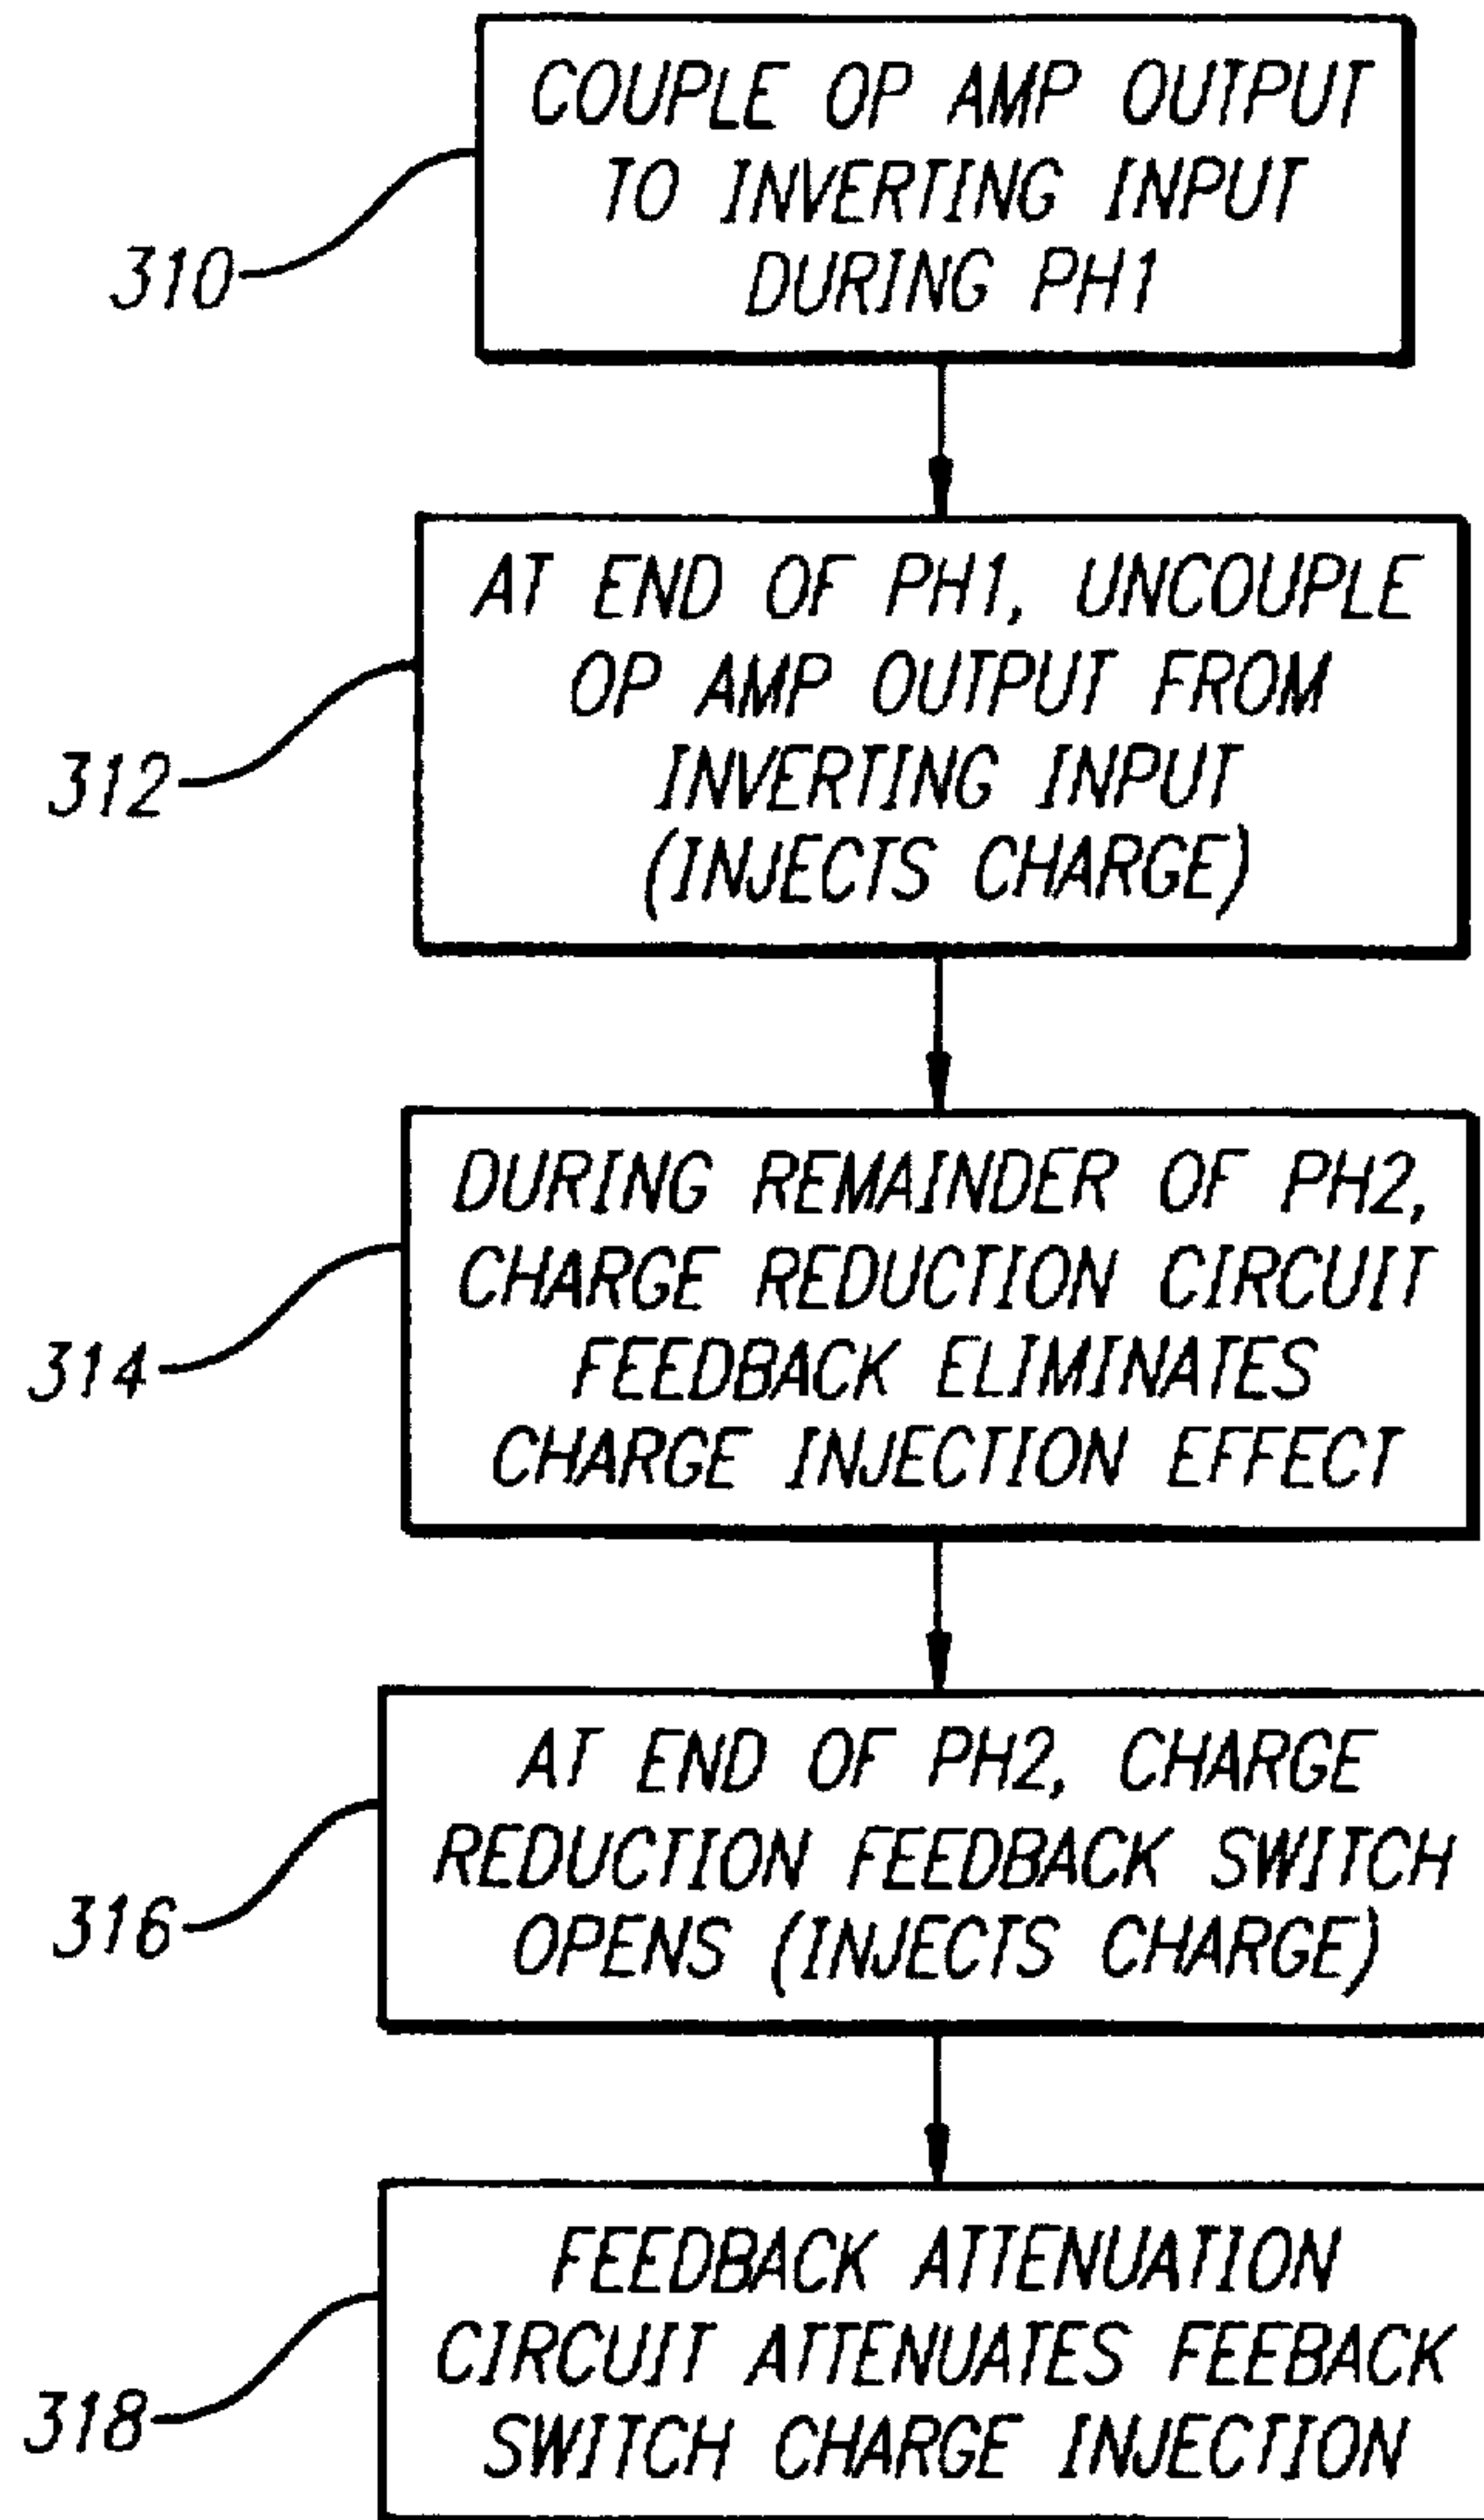 COUPLE OP AMP OUTPUT
TO INVERTING INPUT
DURING PH1
310
AT END OF PH1, UNCOUPLE
OP AMP OUTPUT FROM
INVERTING INPUT
(INJECTS CHARGE)
312
DURING REMAINDER OF PH2,
CHARGE REDUCTION CIRCUIT
FEEDBACK ELIMINATES
CHARGE INJECTION EFFECT
314
AT END OF PH2, CHARGE
REDUCTION FEEDBACK SWITCH
OPENS (INJECTS CHARGE)
316
FEEDBACK ATTENUATION
CIRCUIT ATTENUATES FEEBACK
SWITCH CHARGE INJECTION
318